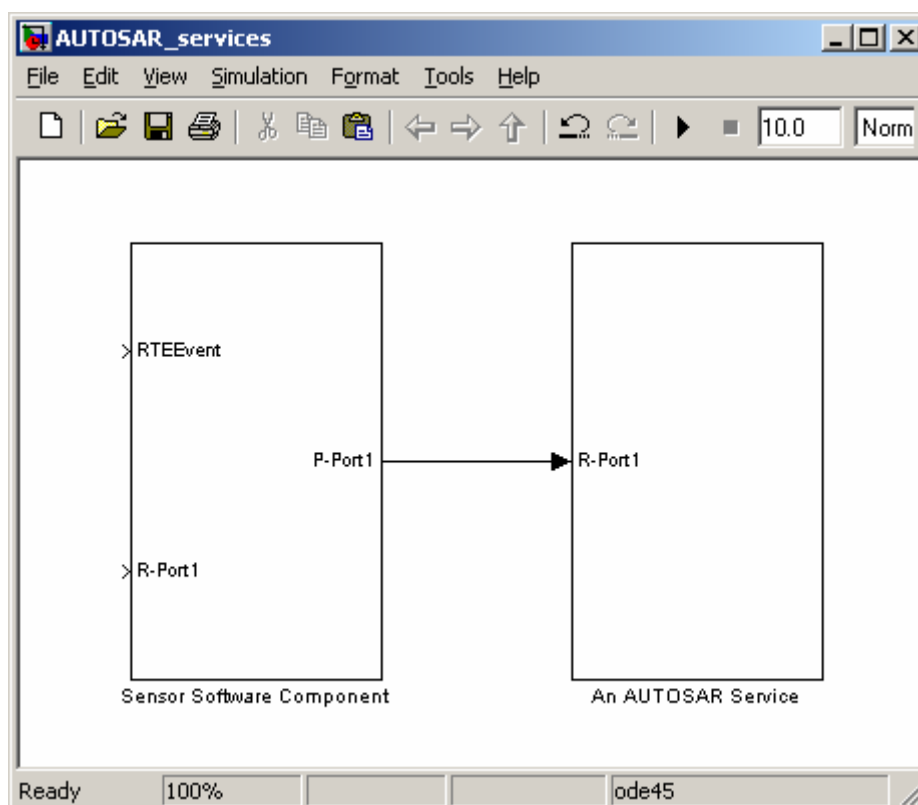 AUTOSAR_services
File Edit View Simulation Format Tools Help
10.0 Norm
RTEEvent
P-Port1 R-Port1
R-Port1
Sensor Software Component An AUTOSAR Service
Ready 100% ode45